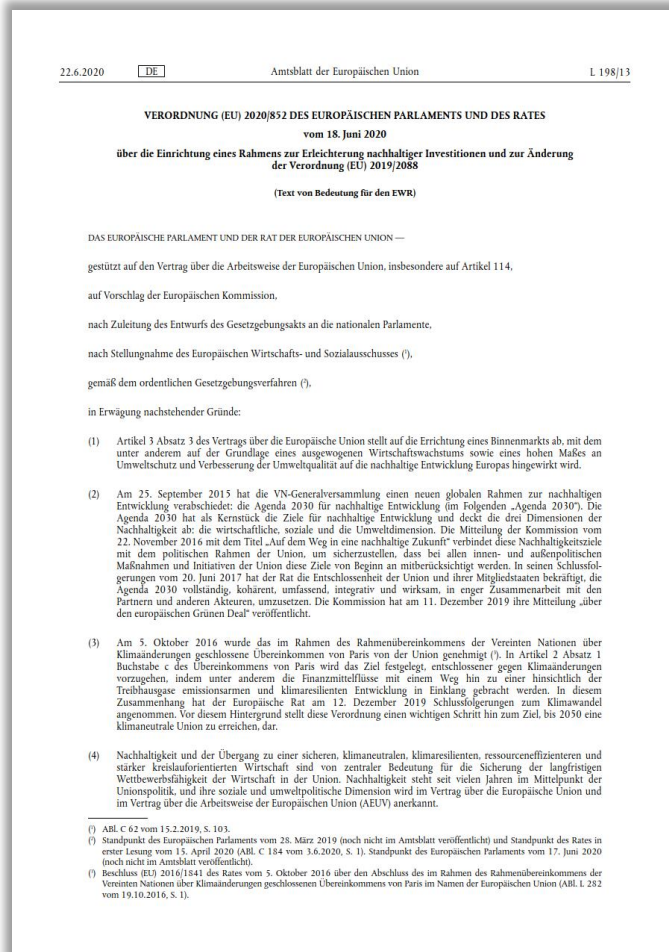 22.6.2020 DE Amtsblatt der Europäischen Union L 198/13
VERORDNUNG (EU) 2020/852 DES EUROPÄISCHEN PARLAMENTS UND DES RATES
vom 18. Juni 2020
über die Einrichtung eines Rahmens zur Erleichterung nachhaltiger Investitionen und zur Änderung
der Verordnung (EU) 2019/2088
(Text von Bedeutung für den EWR)
DAS EUROPÄISCHE PARLAMENT UND DER RAT DER EUROPÄISCHEN UNION —
gestützt auf den Vertrag über die Arbeitsweise der Europäischen Union, insbesondere auf Artikel 114,
auf Vorschlag der Europäischen Kommission,
nach Zuleitung des Entwurfs des Gesetzgebungsakts an die nationalen Parlamente,
nach Stellungnahme des Europäischen Wirtschafts- und Sozialausschusses (¹),
gemäß dem ordentlichen Gesetzgebungsverfahren (²),
in Erwägung nachstehender Gründe:
(1) Artikel 3 Absatz 3 des Vertrags über die Europäische Union stellt auf die Errichtung eines Binnenmarkts ab, mit dem
unter anderem auf der Grundlage eines ausgewogenen Wirtschaftswachstums sowie eines hohen Maßes an
Umweltschutz und Verbesserung der Umweltqualität auf die nachhaltige Entwicklung Europas hingewirkt wird.
(2) Am 25. September 2015 hat die VN-Generalversammlung einen neuen globalen Rahmen zur nachhaltigen
Entwicklung verabschiedet: die Agenda 2030 für nachhaltige Entwicklung (im Folgenden „Agenda 2030“). Die
Agenda 2030 hat als Kernstück die Ziele für nachhaltige Entwicklung und deckt die drei Dimensionen der
Nachhaltigkeit ab: die wirtschaftliche, soziale und die Umweltdimension. Die Mitteilung der Kommission vom
22. November 2016 mit dem Titel „Auf dem Weg in eine nachhaltige Zukunft“ verbindet diese Nachhaltigkeitsziele
mit dem politischen Rahmen der Union, um sicherzustellen, dass bei allen innen- und außenpolitischen
Maßnahmen und Initiativen der Union diese Ziele von Beginn an mitberücksichtigt werden. In seinen Schlussfol-
gerungen vom 20. Juni 2017 hat der Rat die Entschlossenheit der Union und ihrer Mitgliedstaaten bekräftigt, die
Agenda 2030 vollständig, kohärent, umfassend, integrativ und wirksam, in enger Zusammenarbeit mit den
Partnern und anderen Akteuren, umzusetzen. Die Kommission hat am 11. Dezember 2019 ihre Mitteilung „über
den europäischen Grünen Deal“ veröffentlicht.
(3) Am 5. Oktober 2016 wurde das im Rahmen des Rahmenübereinkommens der Vereinten Nationen über
Klimaänderungen geschlossene Übereinkommen von Paris von der Union genehmigt (³). In Artikel 2 Absatz 1
Buchstabe c des Übereinkommens von Paris wird das Ziel festgelegt, entschlossener gegen Klimaänderungen
vorzugehen, indem unter anderem die Finanzmittelflüsse mit einem Weg hin zu einer hinsichtlich der
Treibhausgase emissionsarmen und klimaresilienten Entwicklung in Einklang gebracht werden. In diesem
Zusammenhang hat der Europäische Rat am 12. Dezember 2019 Schlussfolgerungen zum Klimawandel
angenommen. Vor diesem Hintergrund stellt diese Verordnung einen wichtigen Schritt hin zum Ziel, bis 2050 eine
klimaneutrale Union zu erreichen, dar.
(4) Nachhaltigkeit und der Übergang zu einer sicheren, klimaneutralen, klimaresilienten, ressourceneffizienteren und
stärker kreislauforientierten Wirtschaft sind von zentraler Bedeutung für die Sicherung der langfristigen
Wettbewerbsfähigkeit der Wirtschaft in der Union. Nachhaltigkeit steht seit vielen Jahren im Mittelpunkt der
Unionspolitik, und ihre soziale und umweltpolitische Dimension wird im Vertrag über die Europäische Union und
im Vertrag über die Arbeitsweise der Europäischen Union (AEUV) anerkannt.
(¹) ABl. C 62 vom 15.2.2019, S. 103.
(²) Standpunkt des Europäischen Parlaments vom 28. März 2019 (noch nicht im Amtsblatt veröffentlicht) und Standpunkt des Rates in
erster Lesung vom 15. April 2020 (ABl. C 184 vom 3.6.2020, S. 1). Standpunkt des Europäischen Parlaments vom 17. Juni 2020
(noch nicht im Amtsblatt veröffentlicht).
(³) Beschluss (EU) 2016/1841 des Rates vom 5. Oktober 2016 über den Abschluss des im Rahmen des Rahmenübereinkommens der
Vereinten Nationen über Klimaänderungen geschlossenen Übereinkommens von Paris im Namen der Europäischen Union (ABl. L 282
vom 19.10.2016, S. 1).